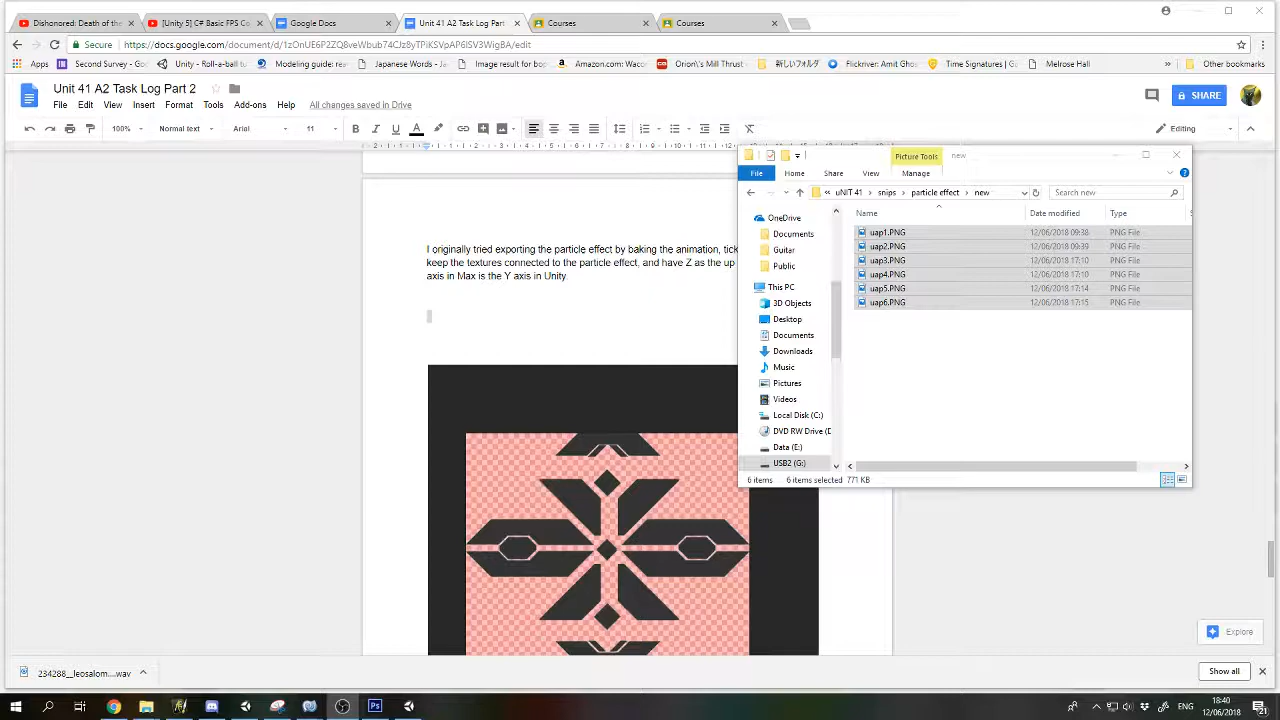 Dishonored: Death of the
[Unity 5] C# Basic FPS Co
Google Docs
Unit 41 A2 Task Log Part
Courses
Courses
Secure
https://docs.google.com/document/d/1zOnUE6P2ZQ8veWbub74CJz8yTPiKSVpAP6ISV3WigBA/edit
Apps
Second Survey - Goo
Unity - Roll-a-ball tu
Modeling guide: rea
Japanese Words - Je
Image result for bor
Amazon.com: Weekn
Orion\'s Mill Thrust
新しいフォルダ
Flickriver: Amit Ghos
Time Signatures | G
Melrose Hall
»
Other bookmarks
Unit 41 A2 Task Log Part 2
SHARE
File Edit View Insert Format Tools Add-ons Help All changes saved in Drive
100% Normal text Arial 11 B I U A Editing
Picture Tools new
File Home Share View Manage
« uNIT 41 › snips › particle effect › new
Search new
Name Date modified Type
OneDrive
Documents
Guitar
Public
This PC
3D Objects
Desktop
Documents
Downloads
Music
Pictures
Videos
Local Disk (C:)
DVD RW Drive (D
Data (E:)
USB2 (G:)
uap1.PNG 12/06/2018 09:38 PNG File
uap2.PNG 12/06/2018 09:39 PNG File
uap3.PNG 12/06/2018 17:10 PNG File
uap4.PNG 12/06/2018 17:10 PNG File
uap5.PNG 12/06/2018 17:14 PNG File
uap6.PNG 12/06/2018 17:15 PNG File
6 items 6 items selected 771 KB
I originally tried exporting the particle effect by baking the animation, tick
keep the textures connected to the particle effect, and have Z as the up
axis in Max is the Y axis in Unity.
Explore
234288__leosalom....wav
Show all
18:40
12/06/2018